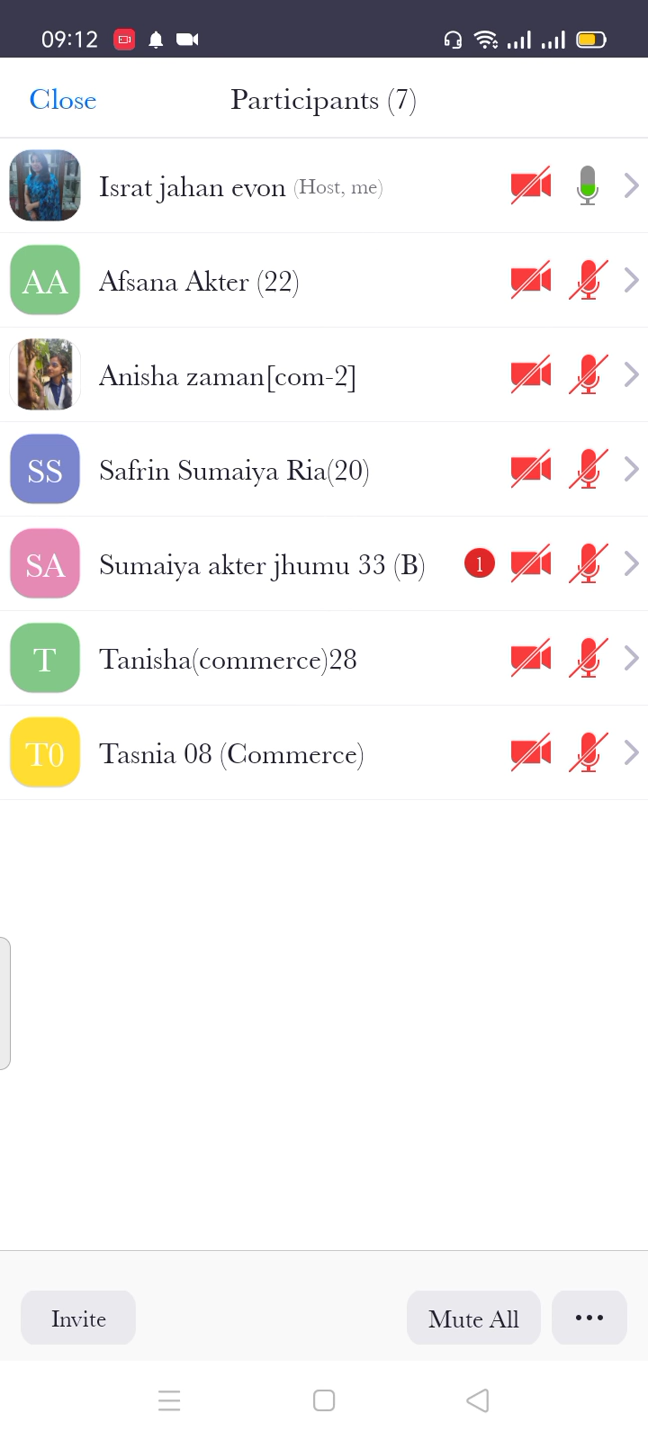 09:12
Close Participants (7)
Israt jahan evon (Host, me)
AA Afsana Akter (22)
Anisha zaman[com-2]
SS Safrin Sumaiya Ria(20)
SA Sumaiya akter jhumu 33 (B) 1
T Tanisha(commerce)28
T0 Tasnia 08 (Commerce)
Invite Mute All ...